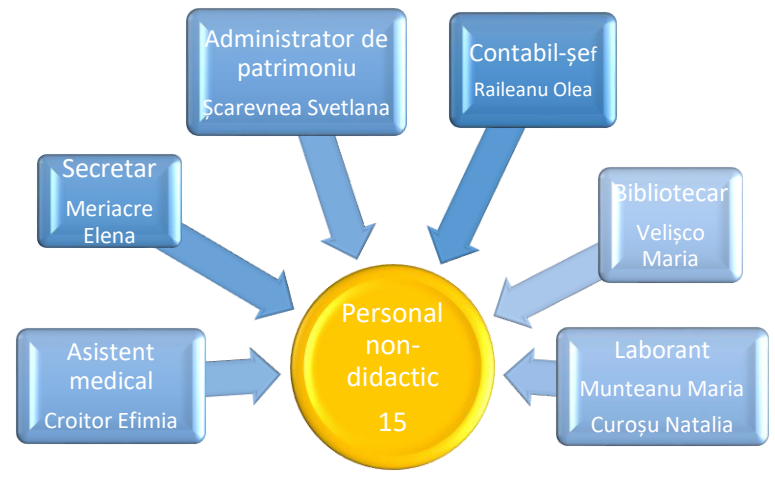 Administrator de
patrimoniu
Șcarevnea Svetlana
Contabil-șef
Raileanu Olea
Secretar
Meriacre
Elena
Bibliotecar
Velișco
Maria
Personal
non-
didactic
15
Asistent
medical
Croitor Efimia
Laborant
Munteanu Maria
Curoșu Natalia